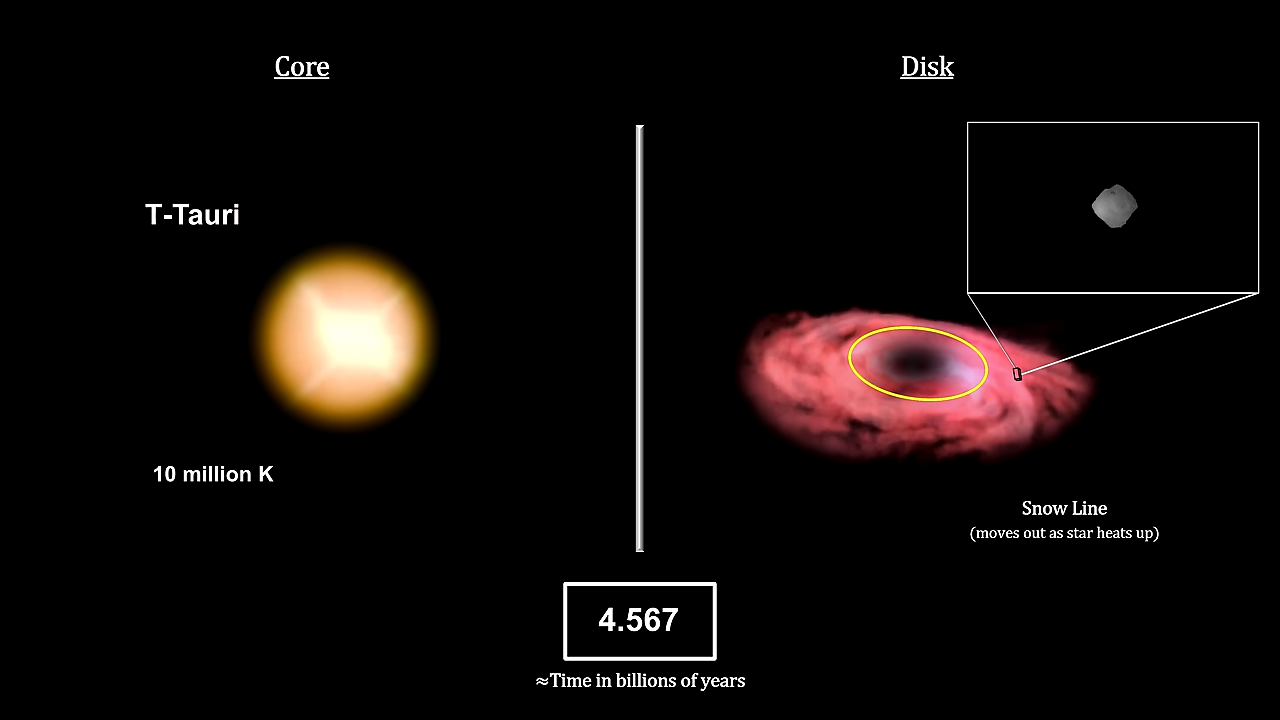 Core
Disk
T-Tauri
10 million K
Snow Line
(moves out as star heats up)
4.567
≈Time in billions of years